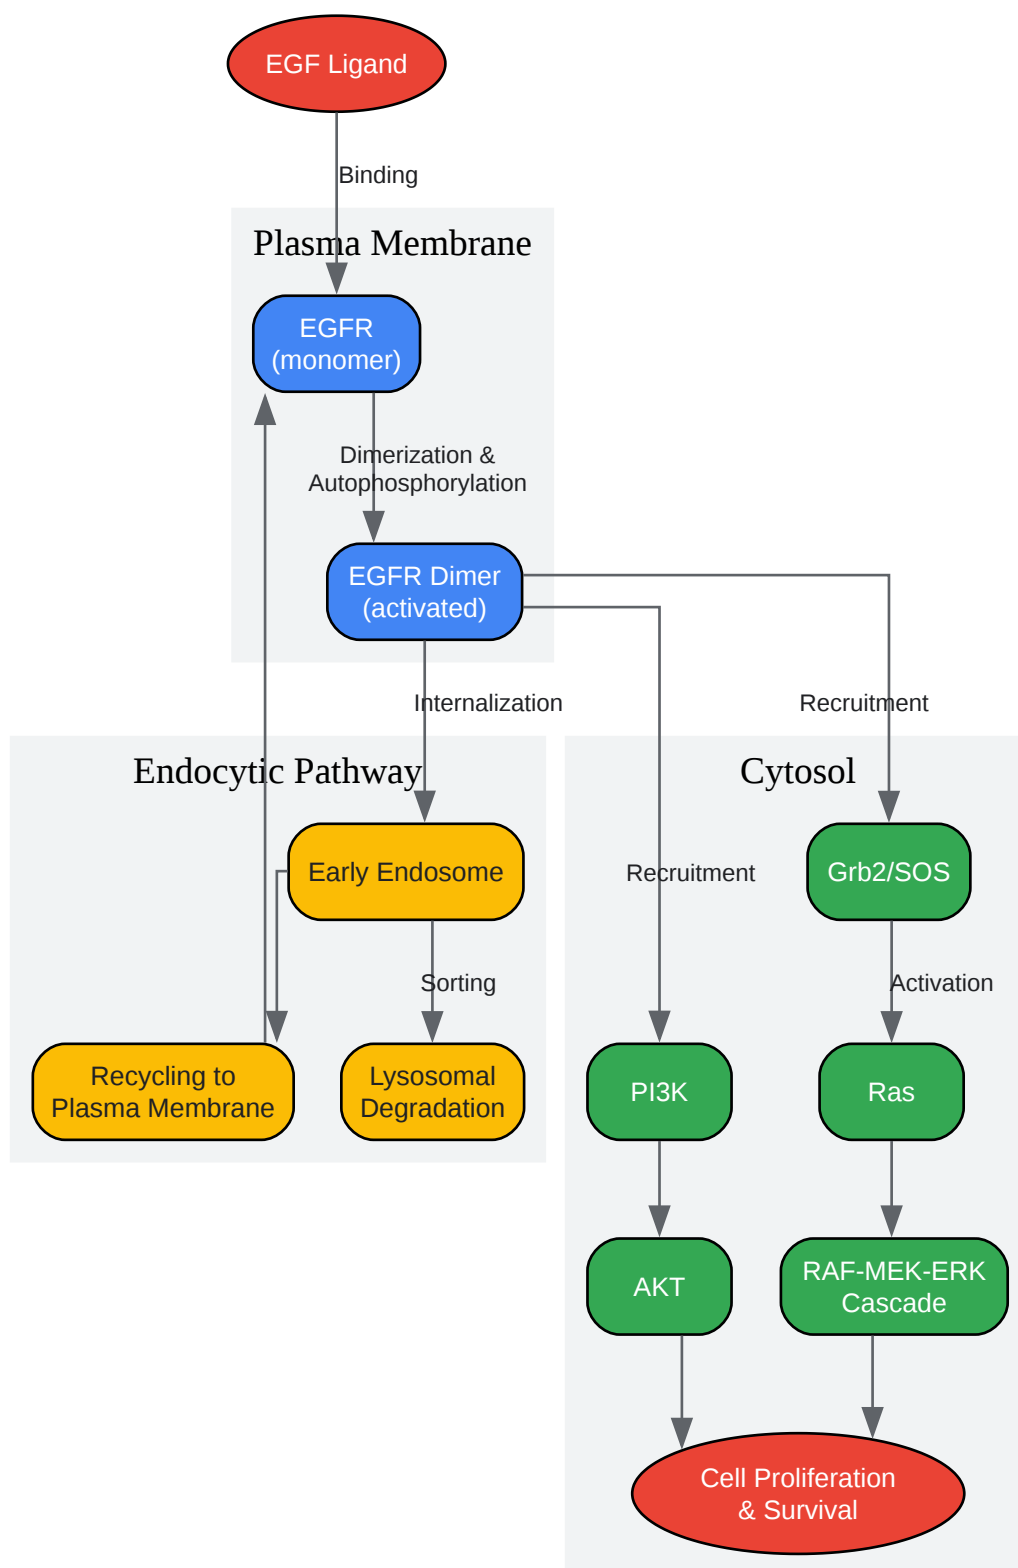 EGF Ligand
Binding
Plasma Membrane
EGFR
(monomer)
Dimerization &
Autophosphorylation
EGFR Dimer
(activated)
Internalization
Recruitment
Endocytic Pathway
Cytosol
Early Endosome
Recruitment
Grb2/SOS
Sorting
Activation
Recycling to
Plasma Membrane
Lysosomal
Degradation
PI3K
Ras
AKT
RAF-MEK-ERK
Cascade
Cell Proliferation
& Survival